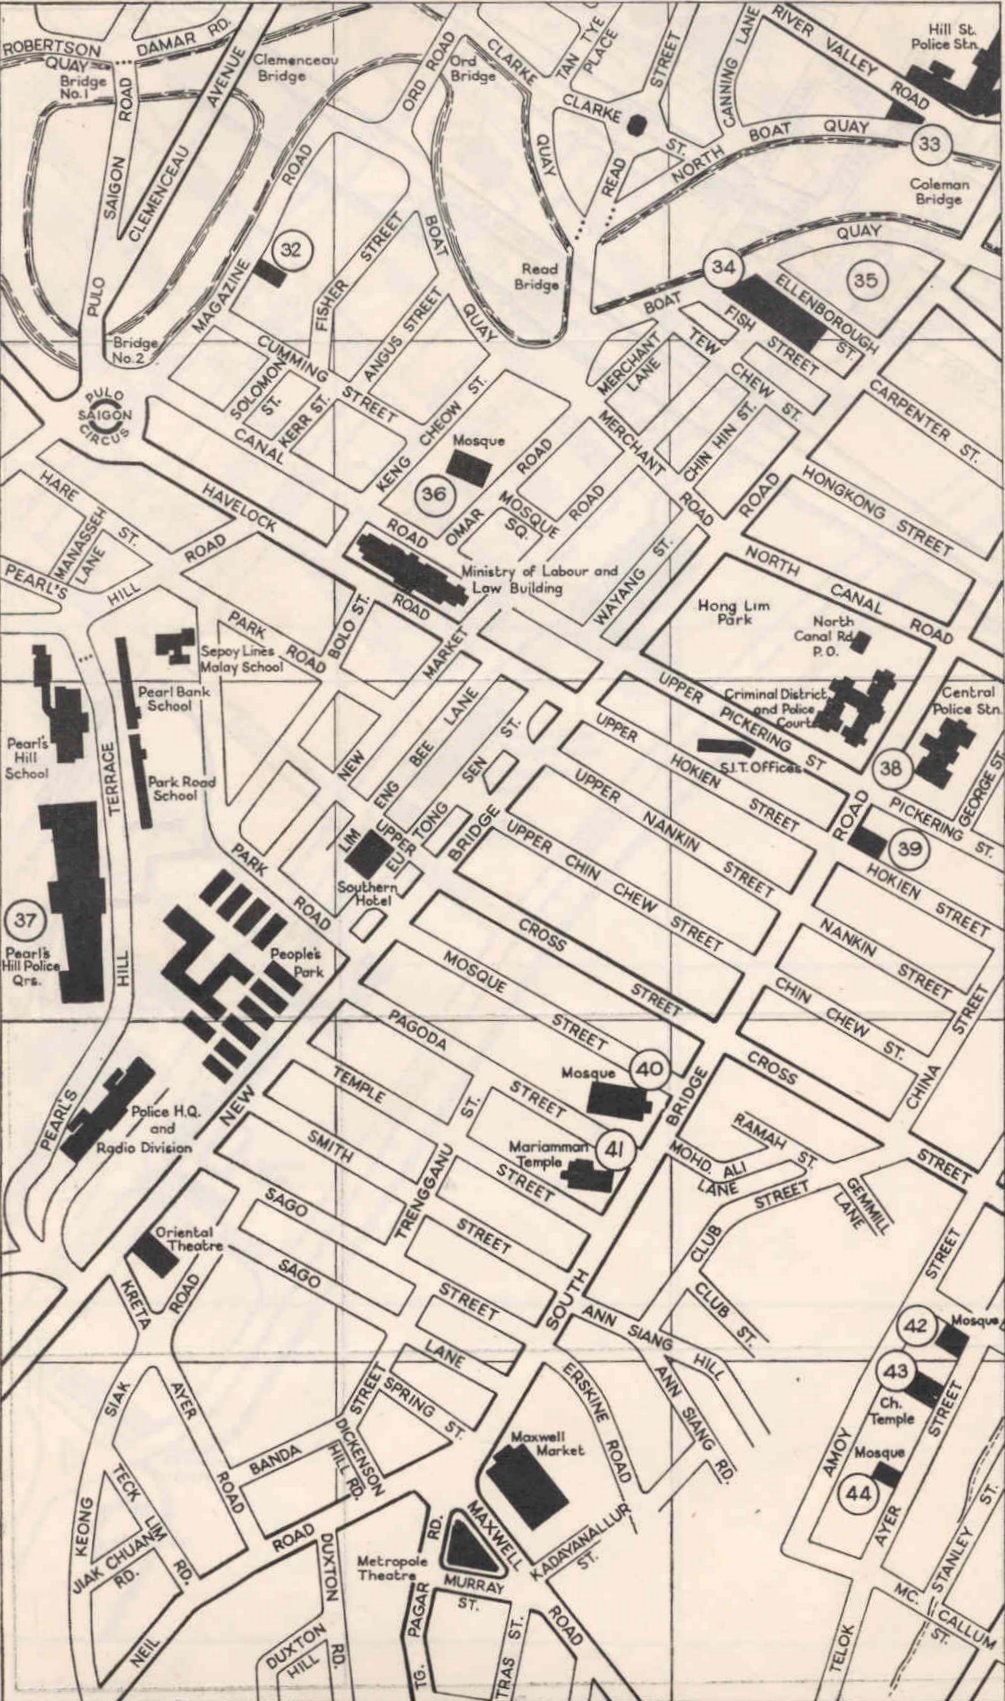 ROBERTSON
QUAY
DAMAR RD.
Bridge
No.1
PULO SAIGON ROAD
CLEMENCEAU AVENUE
Clemenceau
Bridge
ORD ROAD
Ord
Bridge
CLARKE QUAY
TAN TYE
PLACE
CLARKE ST.
STREET
CANNING LANE
RIVER VALLEY ROAD
Hill St.
Police Stn.
NORTH BOAT QUAY
33
READ
Coleman
Bridge
MAGAZINE ROAD
32
FISHER STREET
BOAT QUAY
Read
Bridge
BOAT QUAY
34
ELLENBOROUGH ST.
35
FISH STREET
Bridge
No.2
PULO
SAIGON
CIRCUS
CUMMING STREET
ANGUS STREET
SOLOMON
ST.
KERR ST.
CANAL ROAD
KENG CHEOW ST.
Mosque
36
OMAR ROAD
MOSQUE
SQ.
MERCHANT
LANE
TEW CHEW ST.
CHIN HIN ST.
MERCHANT ROAD
CARPENTER ST.
HONGKONG STREET
NORTH CANAL ROAD
HAVELOCK ROAD
HARE ST.
MANASSEH
LANE
PEARL'S HILL
ROAD
ROAD
WAYANG ST.
Ministry of Labour and
Law Building
Hong Lim
Park
North
Canal Rd.
P.O.
PARK ROAD
BOLO ST.
Sepoy Lines
Malay School
Pearl Bank
School
Pearl's
Hill
School
Park Road
School
PEARL'S HILL TERRACE
NEW MARKET
ENG BEE LANE
EU TONG SEN ST.
LIM
UPPER
Southern
Hotel
Criminal District
and Police
Courts
Central
Police Stn.
UPPER PICKERING ST
S.I.T. Offices
38
PICKERING ST.
GEORGE ST.
39
ROAD
UPPER HOKIEN STREET
HOKIEN STREET
UPPER NANKIN STREET
NANKIN STREET
UPPER CHIN CHEW STREET
CHIN CHEW ST.
CHINA STREET
37
Pearl's
Hill Police
Qrs.
PARK ROAD
People's
Park
NEW BRIDGE
CROSS STREET
CROSS STREET
MOSQUE STREET
PAGODA STREET
Mosque
40
TEMPLE STREET
Mariamman
Temple
41
SMITH STREET
TRENGGANU ST.
SOUTH BRIDGE ROAD
Police H.Q.
and
Radio Division
RAMAH ST.
MOHD. ALI
LANE
CLUB STREET
GEMMILL
LANE
SAGO STREET
SAGO LANE
CLUB ST.
Oriental
Theatre
KRETA AYER ROAD
ROAD
ANN SIANG HILL
ANN SIANG RD.
ERSKINE ROAD
STREET
42
Mosque
43
Ch.
Temple
Mosque
44
AMOY
TELOK AYER STREET
SPRING ST.
BANDA STREET
DICKENSON
HILL RD.
KEONG SIAK
TECK LIM RD.
JIAK CHUAN
RD.
Maxwell
Market
MAXWELL ROAD
KADAYANALLUR
ST.
Metropole
Theatre
MURRAY
ST.
NEIL ROAD
DUXTON RD.
DUXTON
HILL
TG. PAGAR RD.
TRAS ST.
STANLEY ST.
MC. CALLUM
ST.